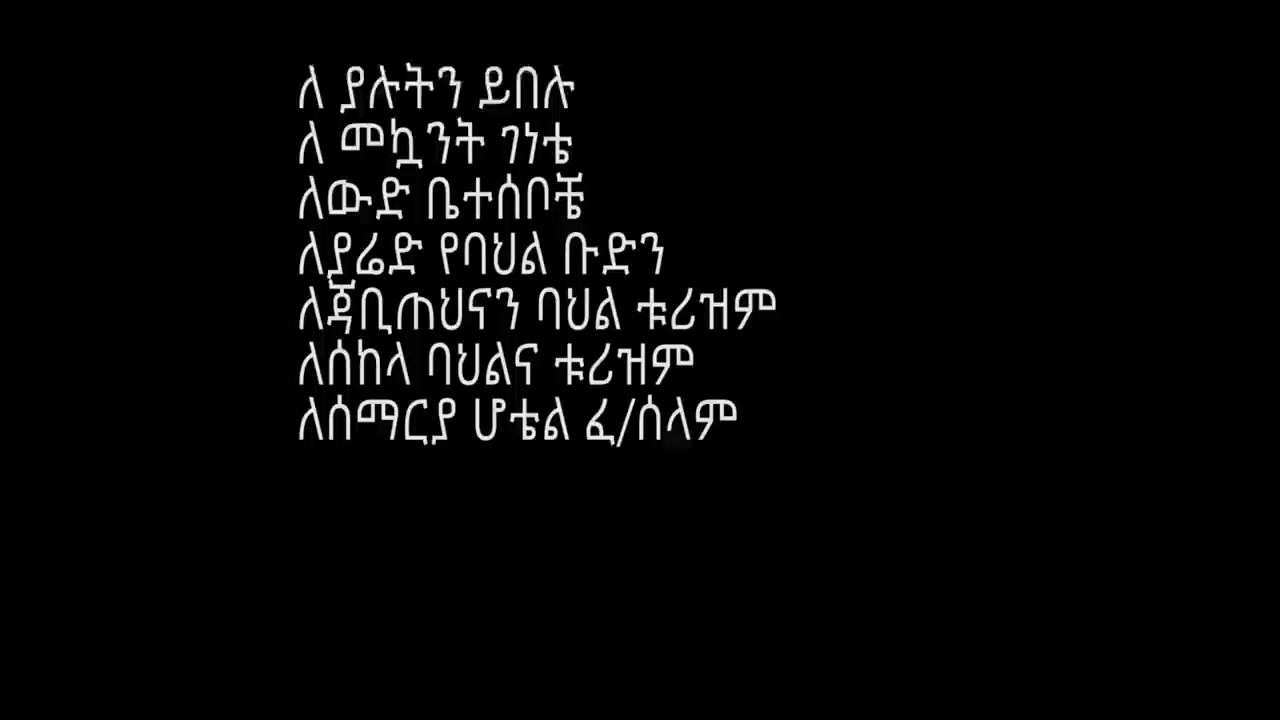 ለ ያሉትን ይበሉ
ለ መኳንት ገነቴ
ለውድ ቤተሰቦቼ
ለያሬድ የባህል ቡድን
ለጃቢጠህናን ባህል ቱሪዝም
ለሰከላ ባህልና ቱሪዝም
ለሰማርያ ሆቴል ፈ/ሰላም